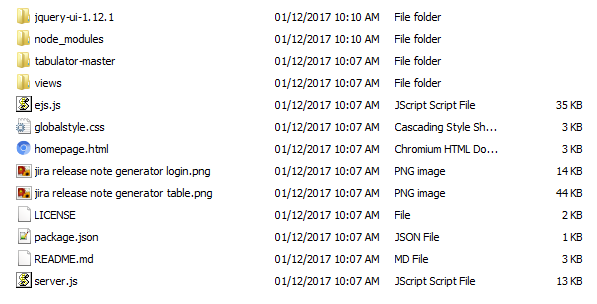 jquery-ui-1.12.1 01/12/2017 10:10 AM File folder
node_modules 01/12/2017 10:10 AM File folder
tabulator-master 01/12/2017 10:07 AM File folder
views 01/12/2017 10:07 AM File folder
ejs.js 01/12/2017 10:07 AM JScript Script File 35 KB
globalstyle.css 01/12/2017 10:07 AM Cascading Style Sh... 3 KB
homepage.html 01/12/2017 10:07 AM Chromium HTML Do... 3 KB
jira release note generator login.png 01/12/2017 10:07 AM PNG image 14 KB
jira release note generator table.png 01/12/2017 10:07 AM PNG image 44 KB
LICENSE 01/12/2017 10:07 AM File 2 KB
package.json 01/12/2017 10:07 AM JSON File 1 KB
README.md 01/12/2017 10:07 AM MD File 3 KB
server.js 01/12/2017 10:07 AM JScript Script File 13 KB